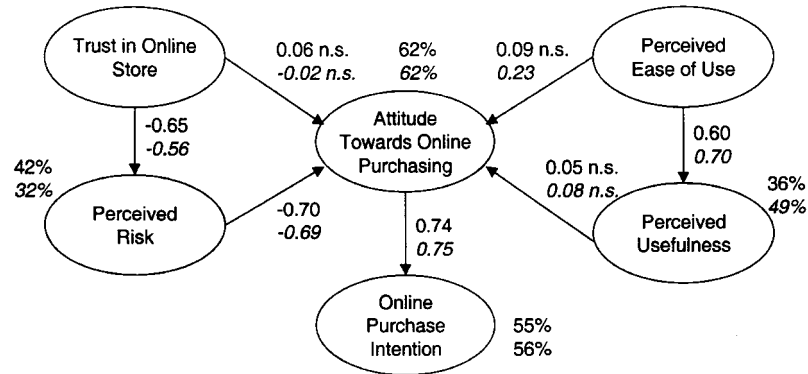 Trust in Online
Store
0.06 n.s.
-0.02 n.s.
62%
62%
0.09 n.s.
0.23
Perceived
Ease of Use
Attitude
Towards Online
Purchasing
-0.65
-0.56
0.60
0.70
42%
32%
Perceived
Risk
-0.70
-0.69
0.05 n.s.
0.08 n.s.
Perceived
Usefulness
36%
49%
0.74
0.75
Online
Purchase
Intention
55%
56%